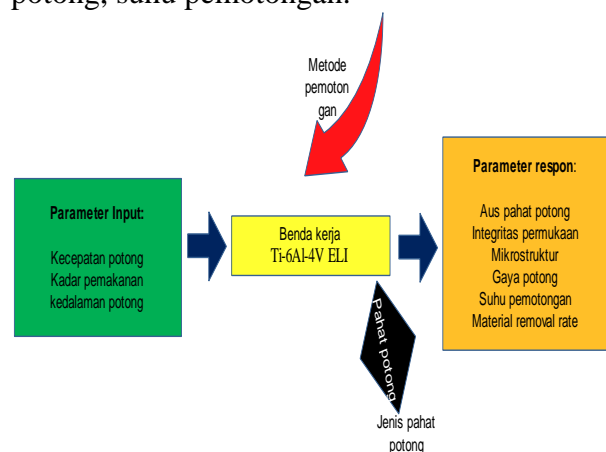 potong, suhu pemotongan.
Metode
pemoton
gan
Parameter Input:
Kecepatan potong
Kadar pemakanan
kedalaman potong
Benda kerja
Ti-6Al-4V ELI
Parameter respon:
Aus pahat potong
Integritas permukaan
Mikrostruktur
Gaya potong
Suhu pemotongan
Material removal rate
Pahat potong
Jenis pahat
potong